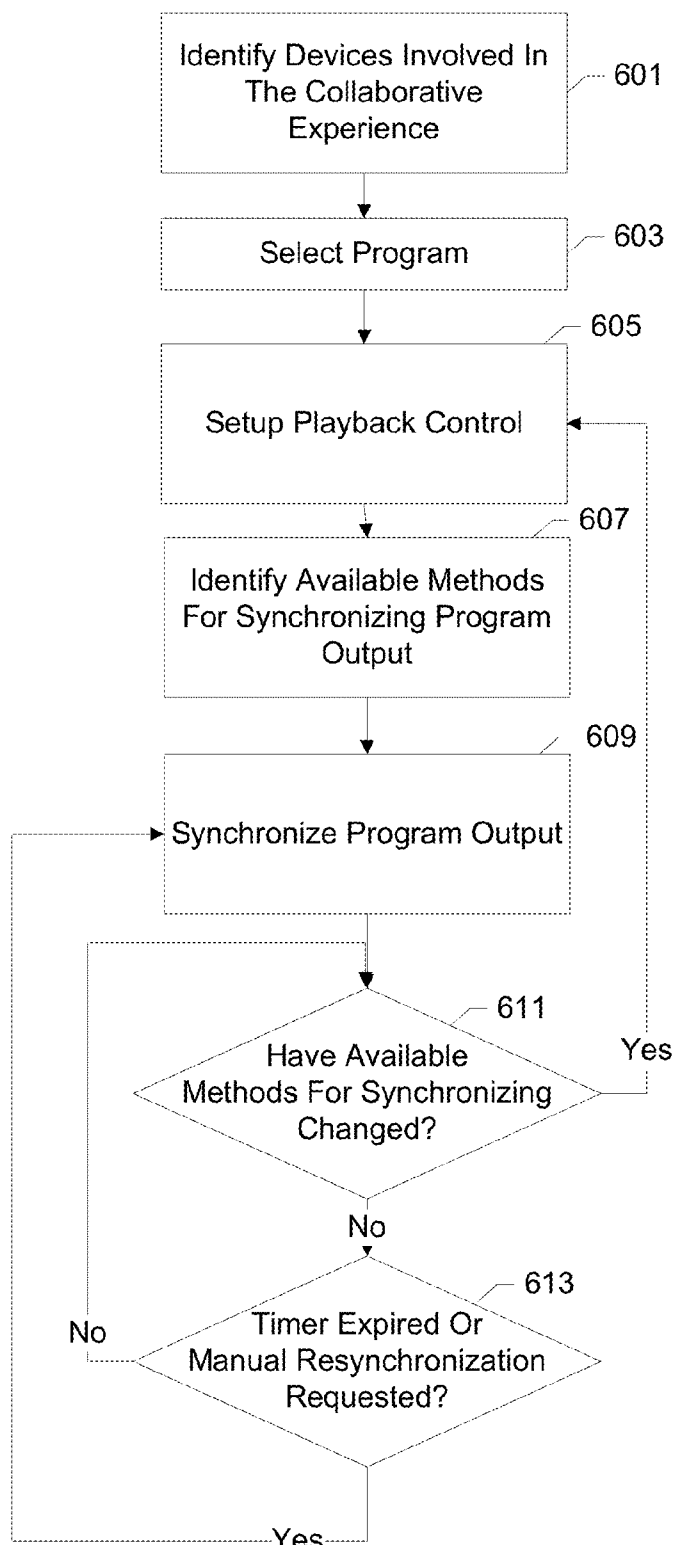 Identify Devices Involved In
The Collaborative
Experience
601
Select Program
603
605
Setup Playback Control
607
Identify Available Methods
For Synchronizing Program
Output
609
Synchronize Program Output
611
Have Available
Methods For Synchronizing
Changed?
Yes
No
613
Timer Expired Or
Manual Resynchronization
Requested?
No
Yes